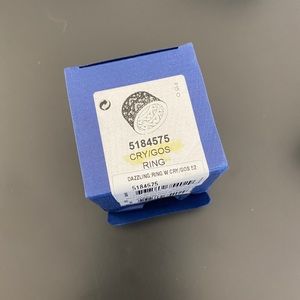 5184575
CRY/GOS
RING
DAZZLING :RING W CRY /GOS 52
5184575